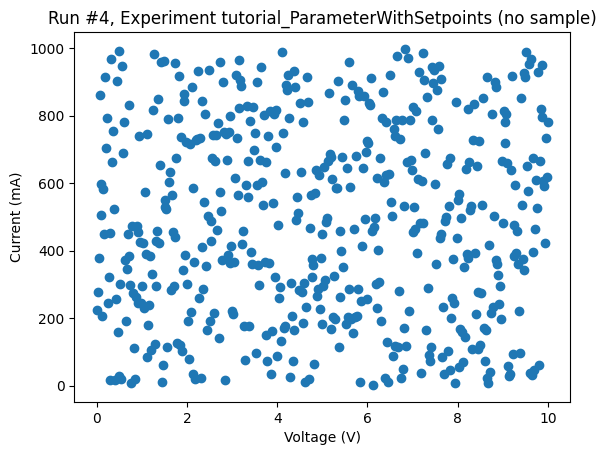 Run #4, Experiment tutorial_ParameterWithSetpoints (no sample)
1000
800
600
400
200
0
Current (mA)
0 2 4 6 8 10
Voltage (V)